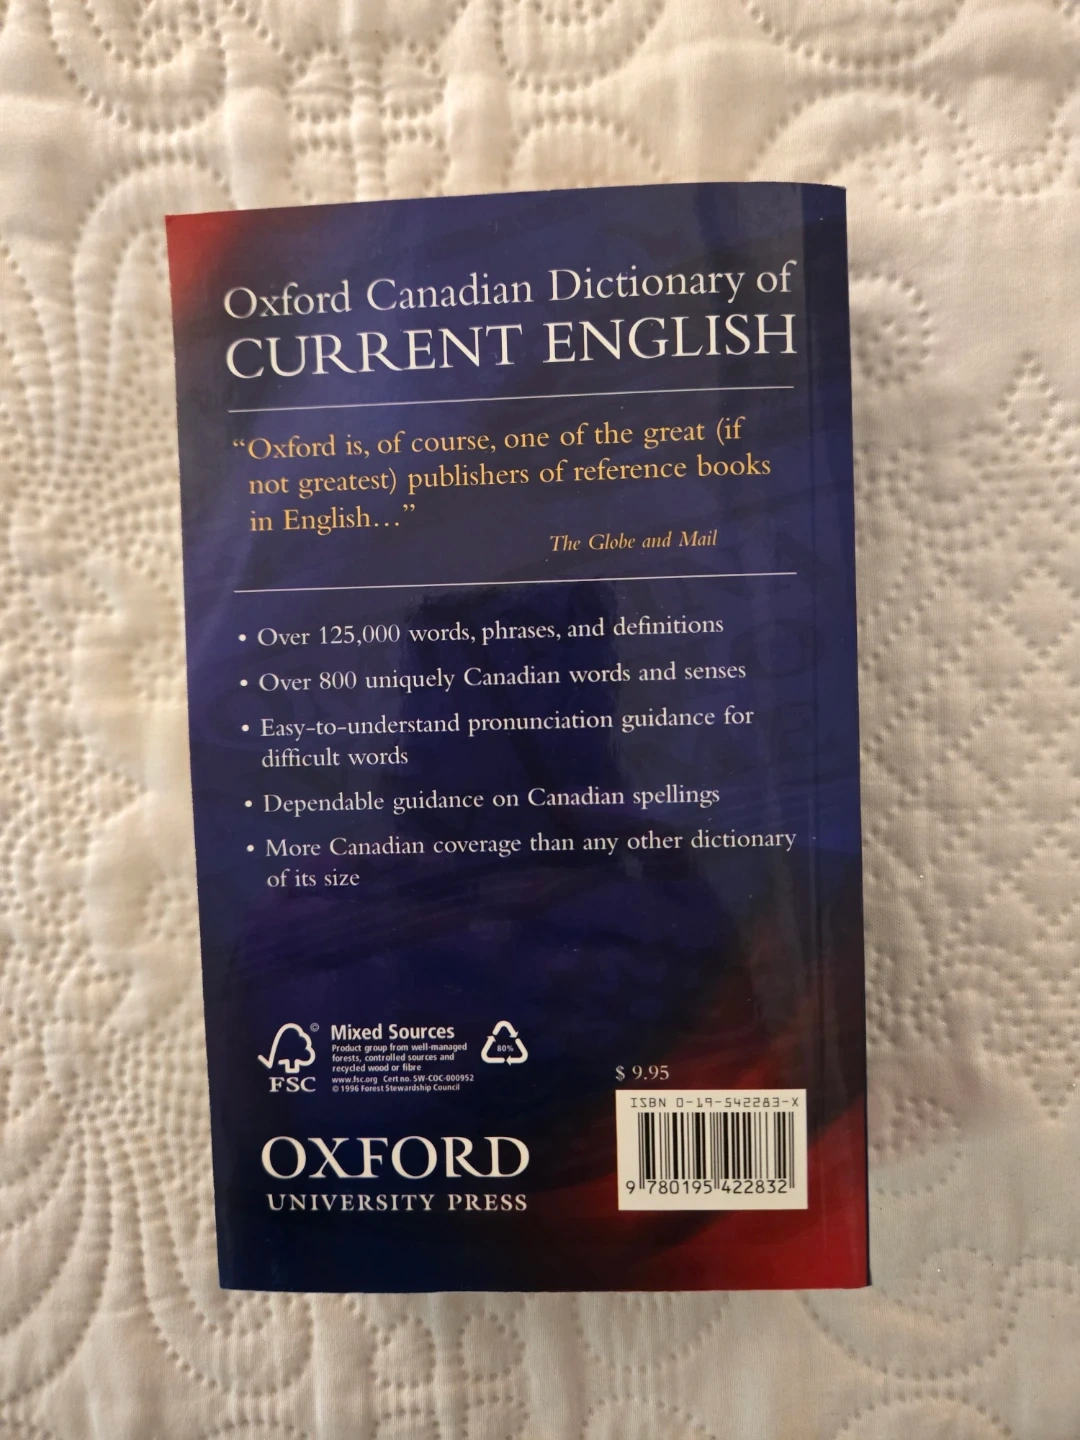 Oxford Canadian Dictionary of
CURRENT ENGLISH
“Oxford is, of course, one of the great (if
not greatest) publishers of reference books
in English…”
The Globe and Mail
• Over 125,000 words, phrases, and definitions
• Over 800 uniquely Canadian words and senses
• Easy-to-understand pronunciation guidance for
difficult words
• Dependable guidance on Canadian spellings
• More Canadian coverage than any other dictionary
of its size
©
FSC
Mixed Sources
Product group from well-managed
forests, controlled sources and
recycled wood or fibre
www.fsc.org Cert no. SW-COC-000952
© 1996 Forest Stewardship Council
80%
OXFORD
UNIVERSITY PRESS
$ 9.95
ISBN 0-19-542283-X
9 780195 422832